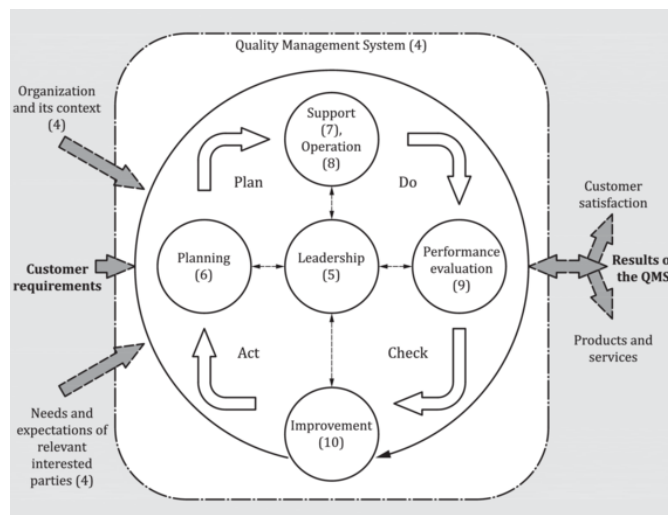 Quality Management System (4)
Organization
and its context
(4)
Support
(7),
Operation
(8)
Plan
Do
Customer
satisfaction
Customer
requirements
Planning
(6)
Leadership
(5)
Performance
evaluation
(9)
Results o
the QMS
Act
Check
Products and
services
Needs and
expectations of
relevant
interested
parties (4)
Improvement
(10)